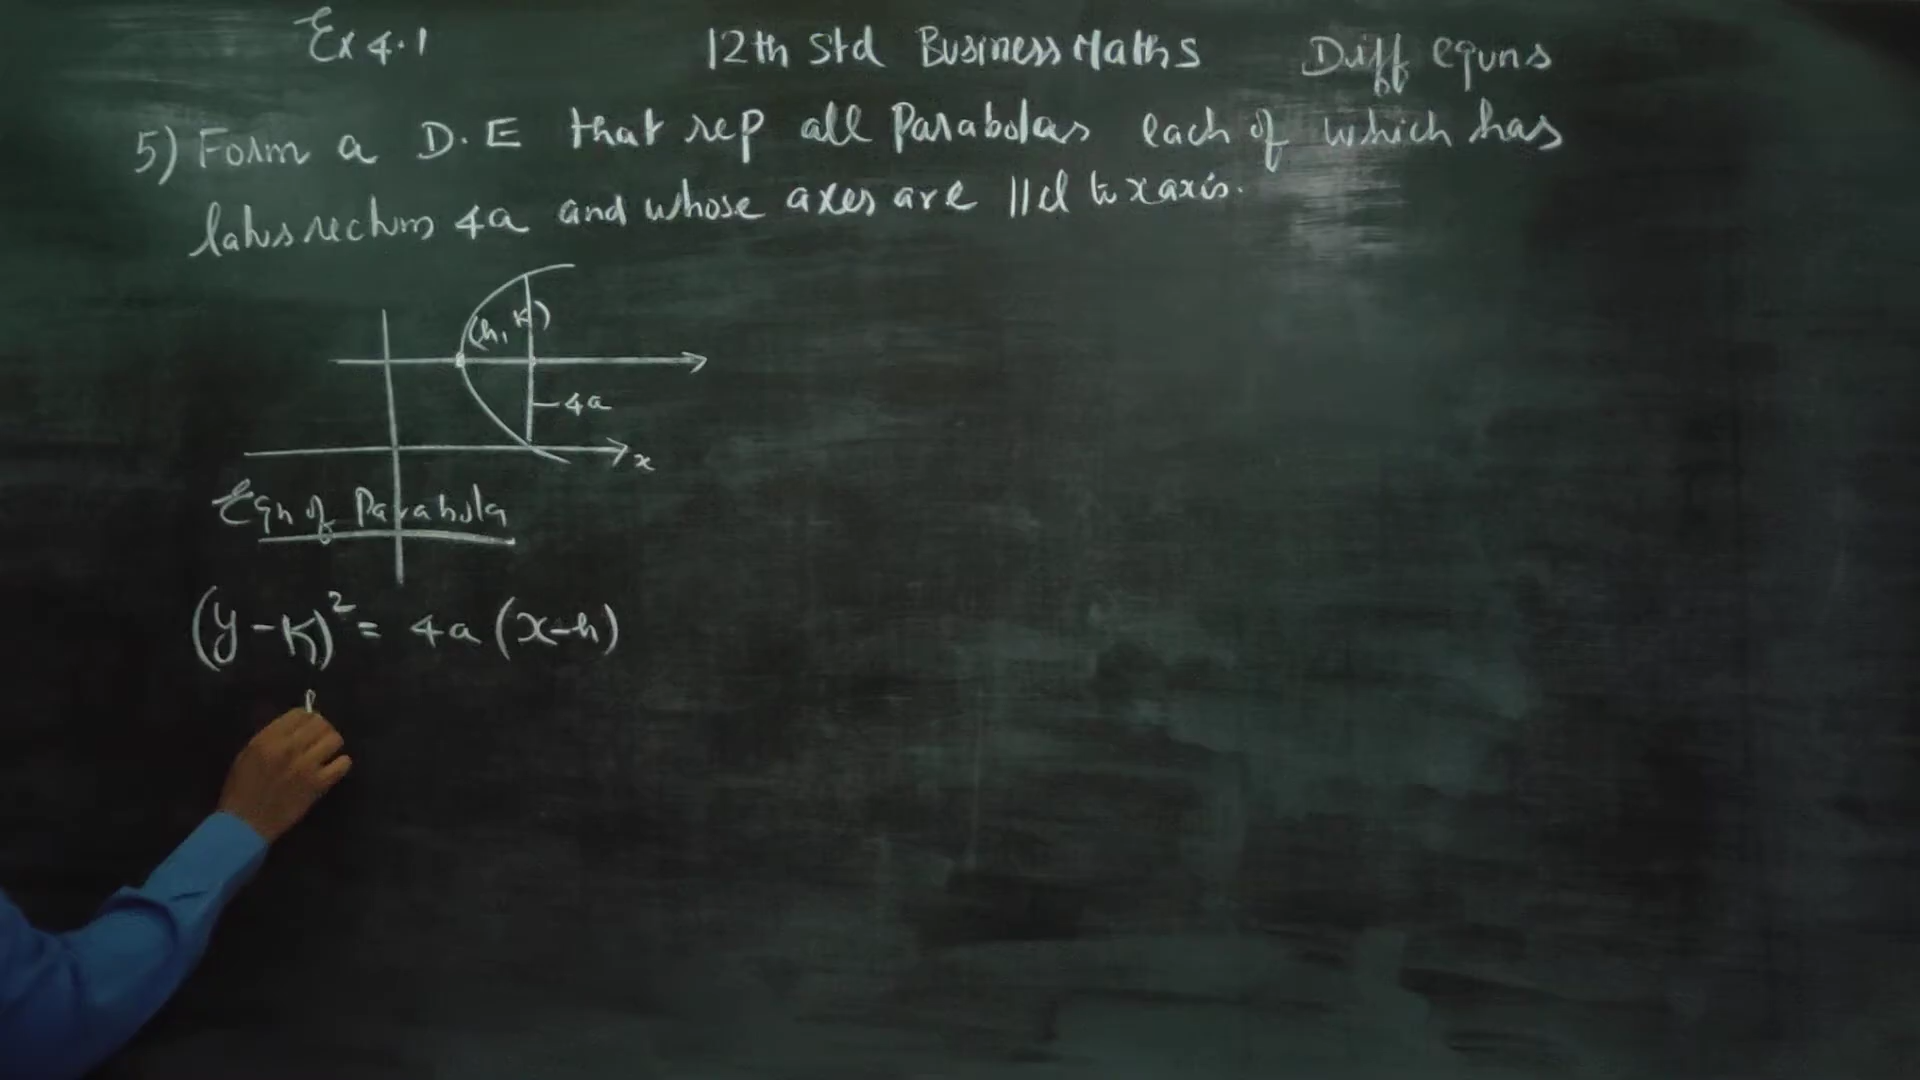 Ex 4.1 12th Std Business Maths Diff equns
5) Form a D.E that rep all Parabolas each of which has
latus rectum 4a and whose axes are ||el to x axis.
(h, k)
4a
x
Eqn of Parabola
(y-k)² = 4a (x-h)